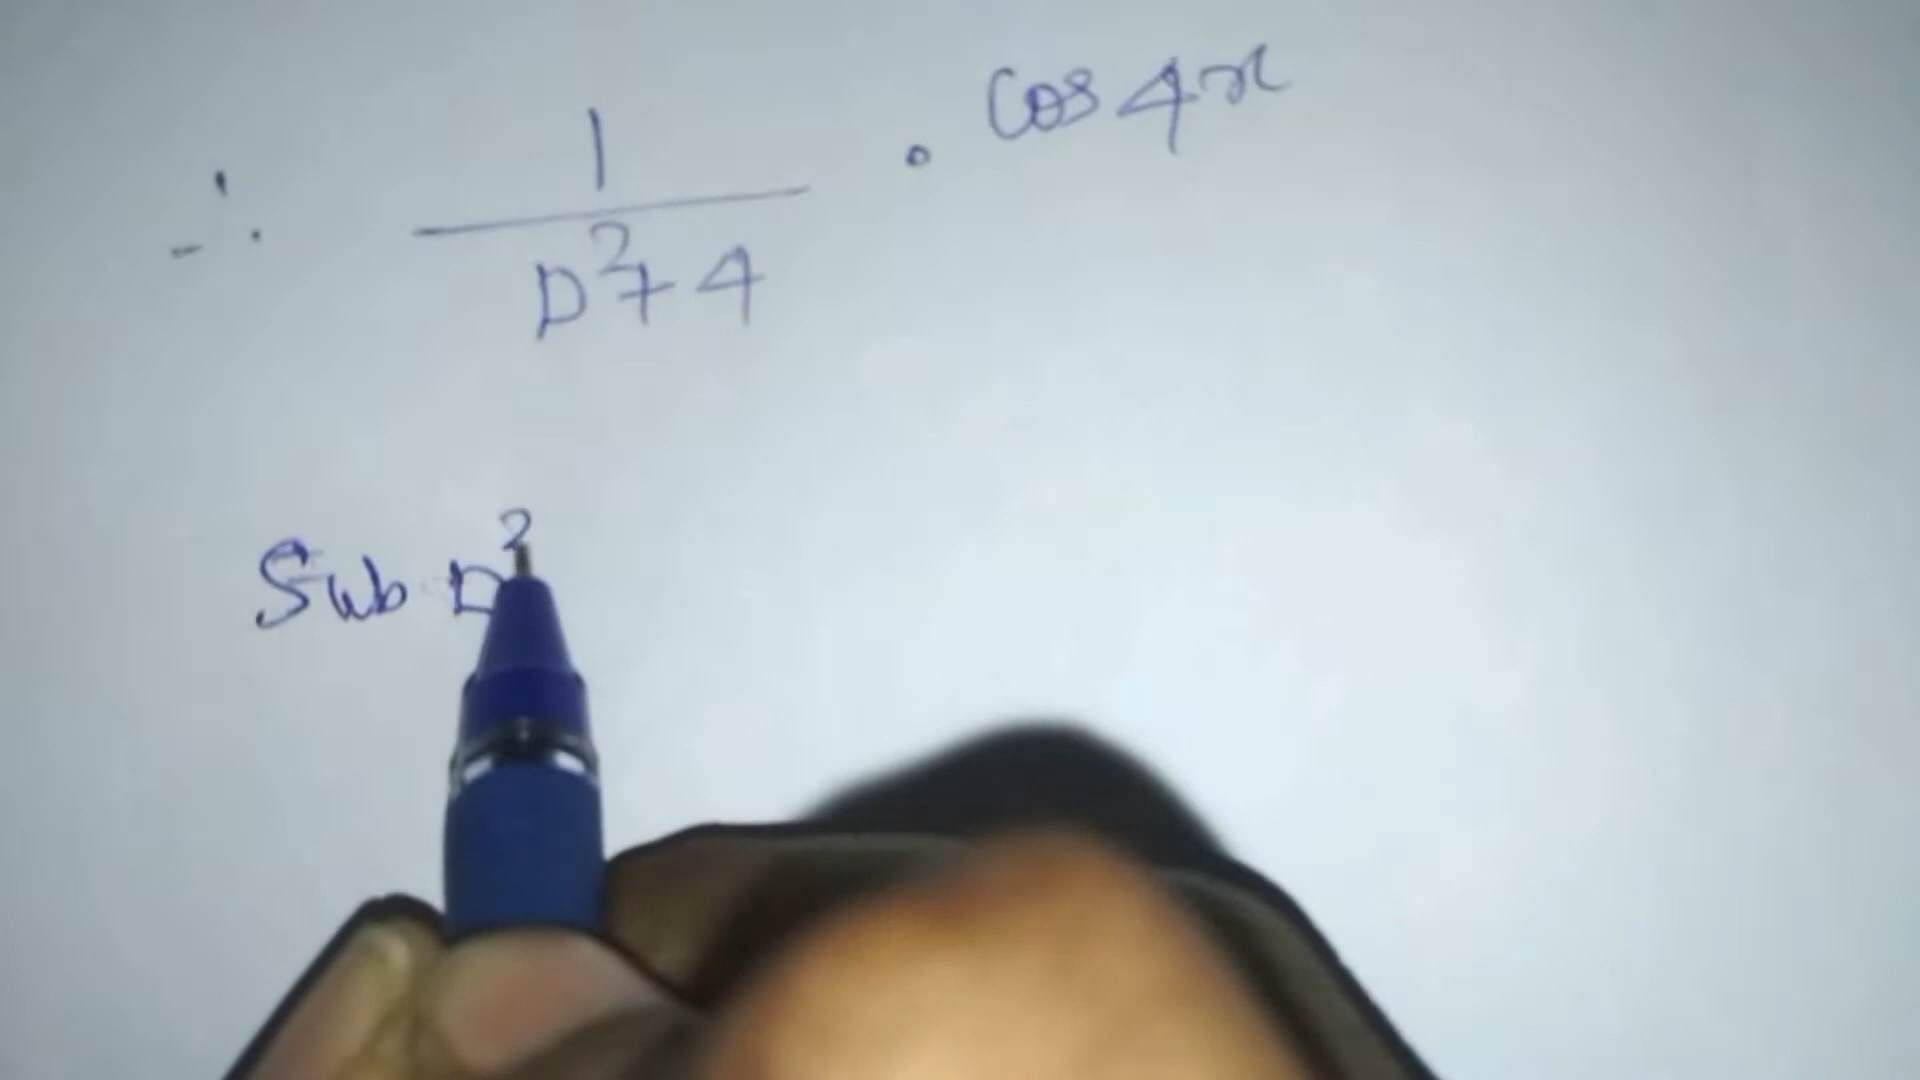 ∴ 1
D²+4 . Cos 4x
Sub D²